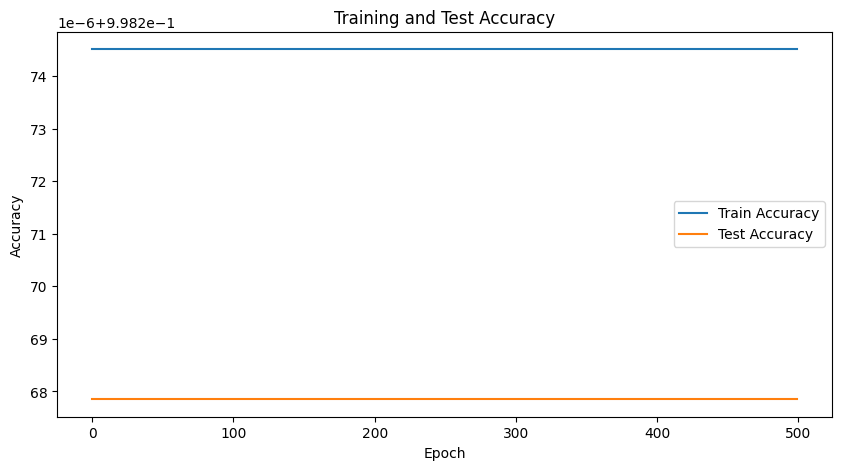 Training and Test Accuracy
1e−6+9.982e−1
74
73
72
71
70
69
68
Accuracy
Train Accuracy
Test Accuracy
0
100
200
300
400
500
Epoch